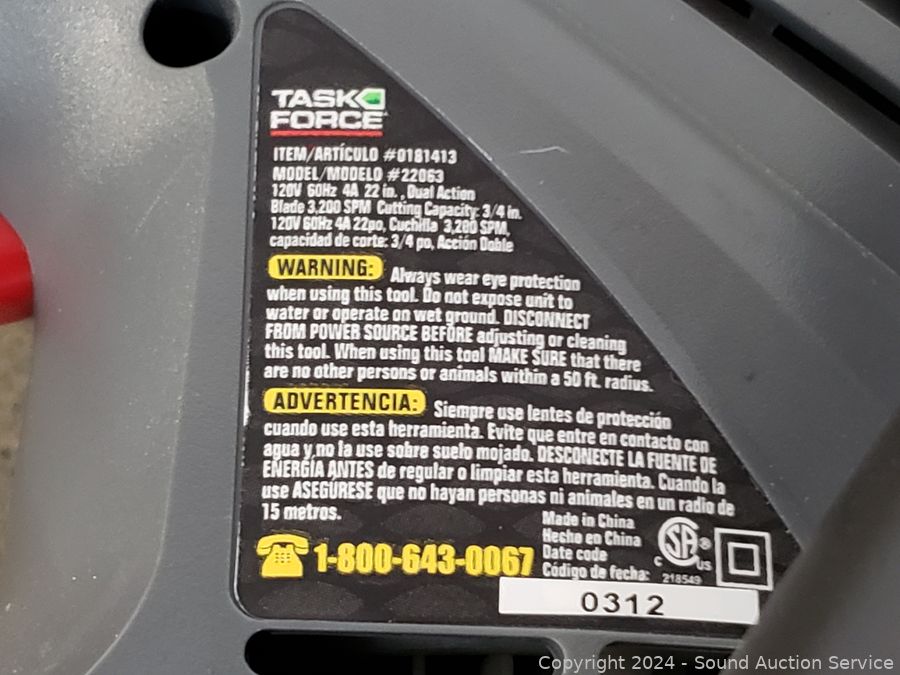 TASK
FORCE
ITEM/ARTÍCULO #0181413
MODEL/MODELO #22063
120V 60Hz 4A 22 in., Dual Action
Blade 3,200 SPM Cutting Capacity: 3/4 in.
120V 60Hz 4A 22po, Cuchilla 3,200 SPM,
capacidad de corte: 3/4 po, Acción Doble
WARNING: Always wear eye protection
when using this tool. Do not expose unit to
water or operate on wet ground. DISCONNECT
FROM POWER SOURCE BEFORE adjusting or cleaning
this tool. When using this tool MAKE SURE that there
are no other persons or animals within a 50 ft. radius.
ADVERTENCIA: Siempre use lentes de protección
cuando use esta herramienta. Evite que entre en contacto con
agua y no la use sobre suelo mojado. DESCONECTE LA FUENTE DE
ENERGÍA ANTES de regular o limpiar esta herramienta. Cuando la
use ASEGÚRESE que no hayan personas ni animales en un radio de
15 metros.
1-800-643-0067
Made in China
Hecho en China
Date code
Código de fecha:
0312
SA®
C US
218549
Copyright 2024 - Sound Auction Service